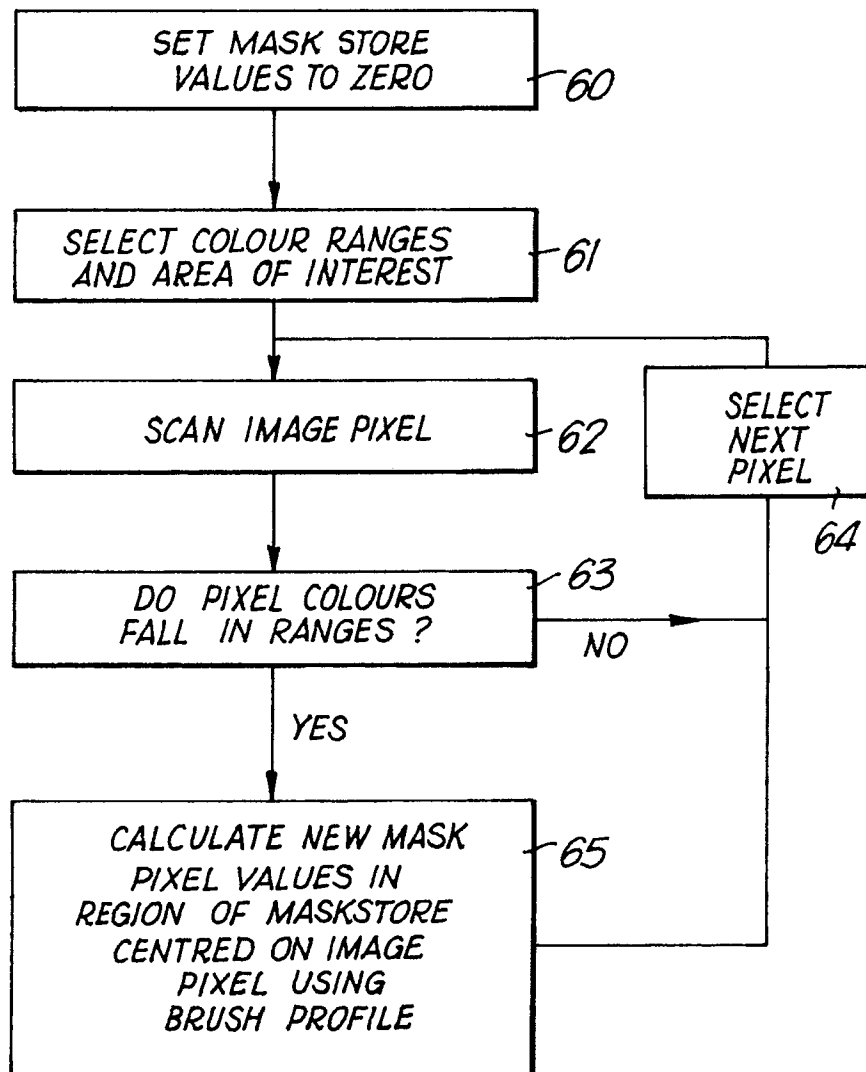 SET MASK STORE
VALUES TO ZERO
60
SELECT COLOUR RANGES
AND AREA OF INTEREST
61
SCAN IMAGE PIXEL
62
SELECT
NEXT
PIXEL
64
DO PIXEL COLOURS
FALL IN RANGES ?
63
NO
YES
CALCULATE NEW MASK
PIXEL VALUES IN
REGION OF MASKSTORE
CENTRED ON IMAGE
PIXEL USING
BRUSH PROFILE
65